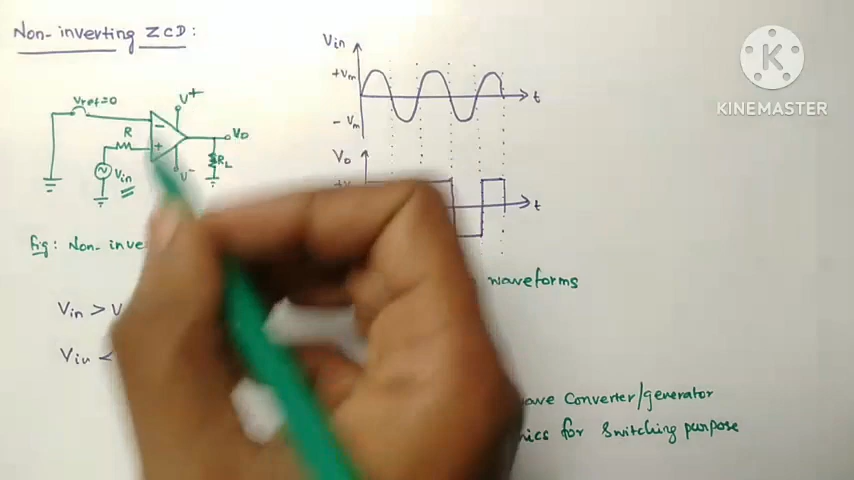 Non-inverting ZCD:
Vref=0
V+
R
-
+
Vo
RL
Vin
V-
fig: Non-inve
Vin > V
Vin <
Vin
+Vm
t
-Vm
Vo
t
waveforms
ave converter/generator
nics for switching purpose
K
KINEMASTER